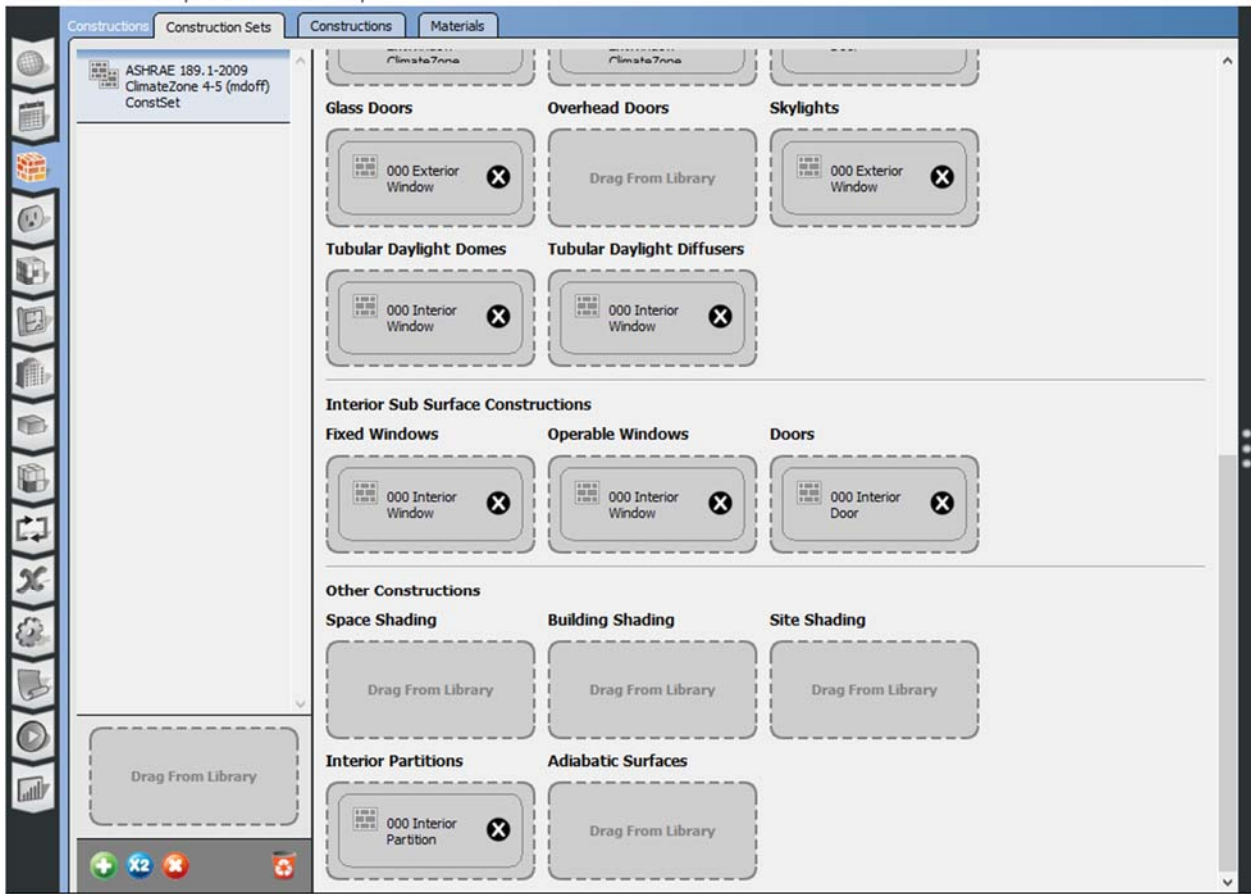 Constructions
Construction Sets
Constructions
Materials
ASHRAE 189.1-2009
ClimateZone 4-5 (mdoff)
ConstSet
ClimateZone
ClimateZone
Glass Doors
Overhead Doors
Skylights
000 Exterior
Window
Drag From Library
000 Exterior
Window
Tubular Daylight Domes
Tubular Daylight Diffusers
000 Interior
Window
000 Interior
Window
Interior Sub Surface Constructions
Fixed Windows
Operable Windows
Doors
000 Interior
Window
000 Interior
Window
000 Interior
Door
Other Constructions
Space Shading
Building Shading
Site Shading
Drag From Library
Drag From Library
Drag From Library
Interior Partitions
Adiabatic Surfaces
000 Interior
Partition
Drag From Library
Drag From Library
X2